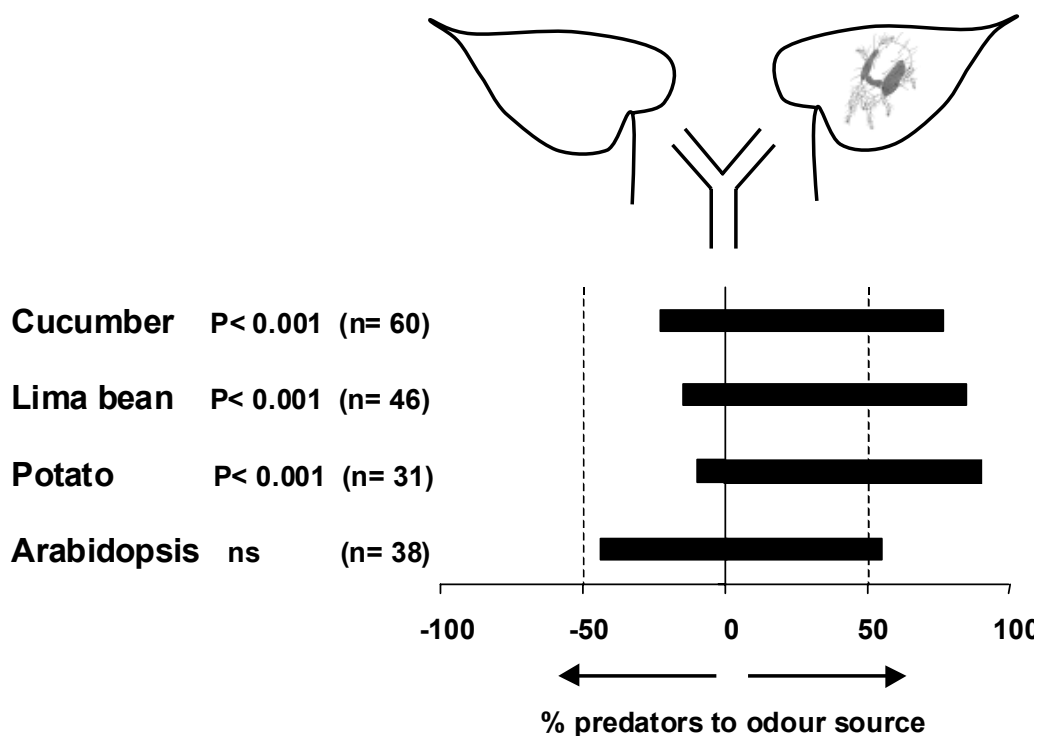 Cucumber P< 0.001 (n= 60)
Lima bean P< 0.001 (n= 46)
Potato P< 0.001 (n= 31)
Arabidopsis ns (n= 38)
-100 -50 0 50 100
% predators to odour source